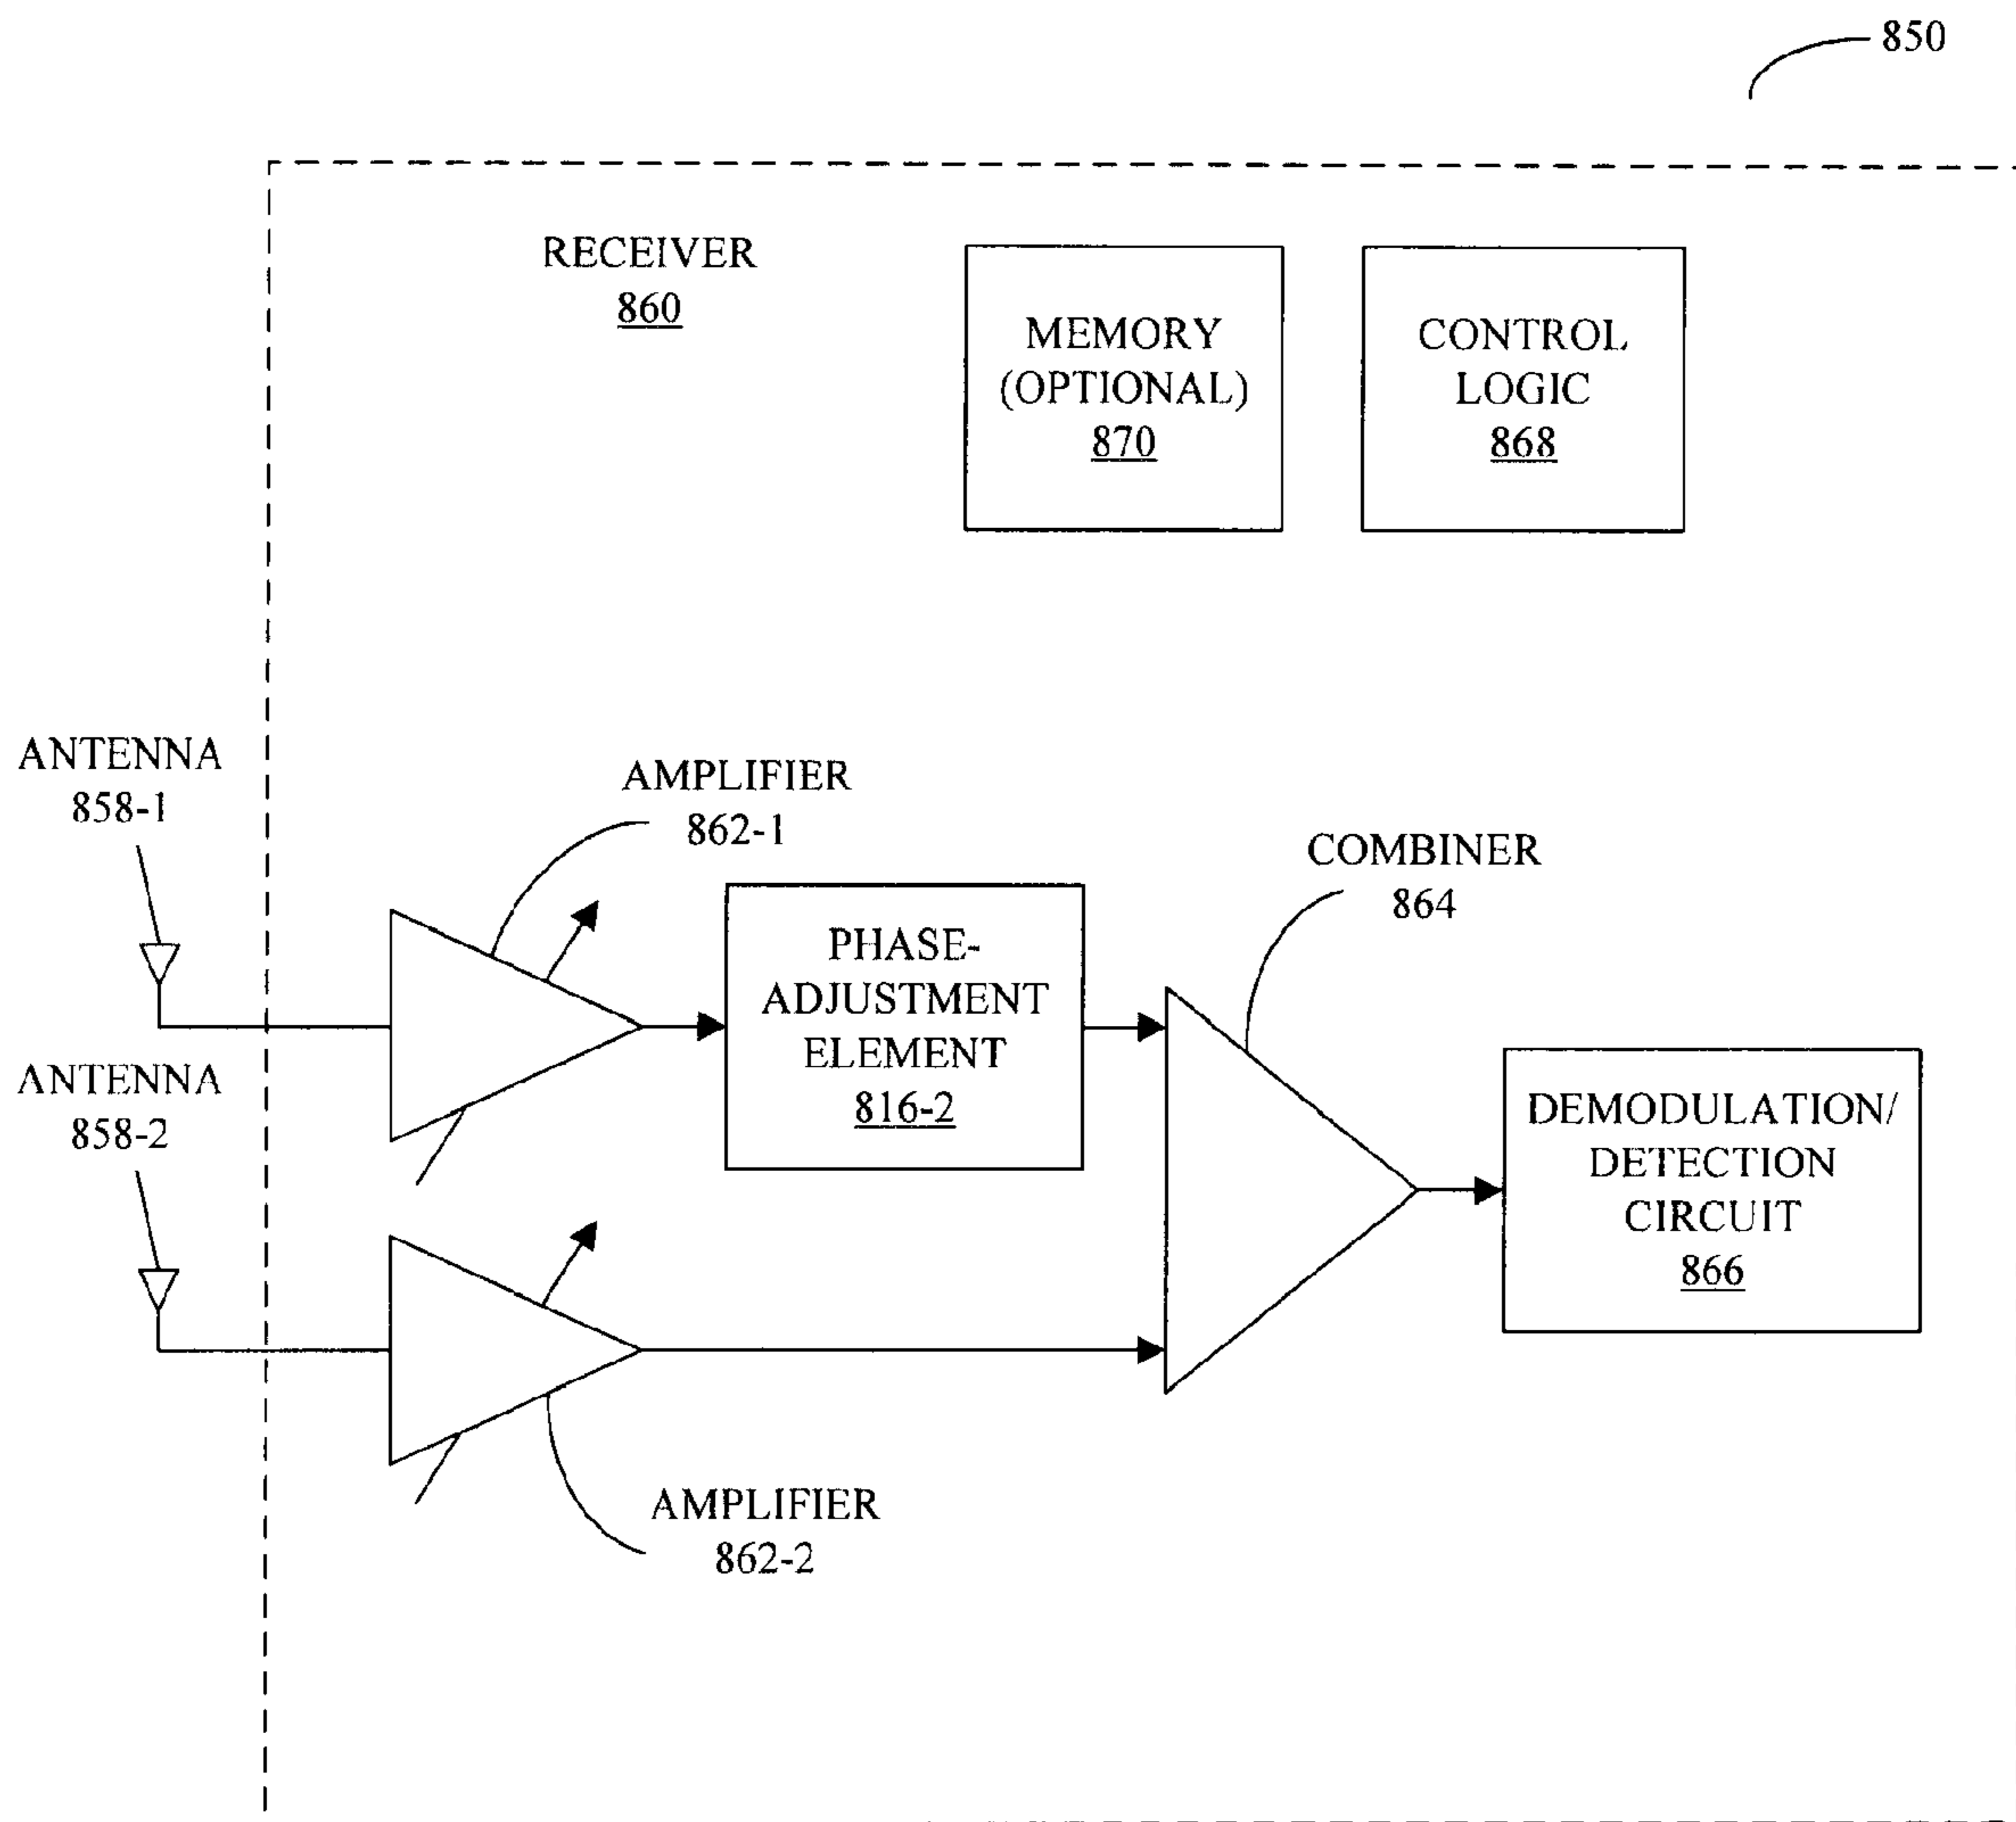 850
RECEIVER
860
MEMORY
(OPTIONAL)
870
CONTROL
LOGIC
868
ANTENNA
858-1
AMPLIFIER
862-1
PHASE-
ADJUSTMENT
ELEMENT
816-2
COMBINER
864
ANTENNA
858-2
DEMODULATION/
DETECTION
CIRCUIT
866
AMPLIFIER
862-2